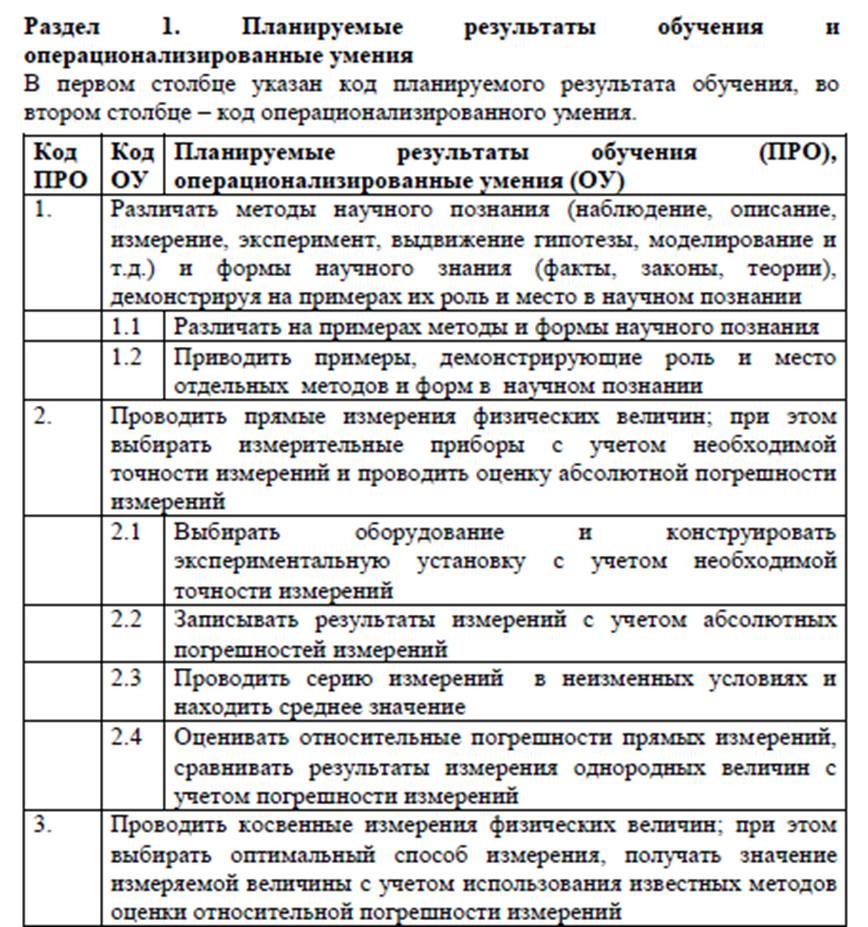 Раздел 1. Планируемые результаты обучения и
операционализированные умения
В первом столбце указан код планируемого результата обучения, во
втором столбце – код операционализированного умения.
Код ПРО
Код ОУ
Планируемые результаты обучения (ПРО),
операционализированные умения (ОУ)
1.
Различать методы научного познания (наблюдение, описание,
измерение, эксперимент, выдвижение гипотезы, моделирование и
т.д.) и формы научного знания (факты, законы, теории),
демонстрируя на примерах их роль и место в научном познании
1.1
Различать на примерах методы и формы научного познания
1.2
Приводить примеры, демонстрирующие роль и место
отдельных методов и форм в научном познании
2.
Проводить прямые измерения физических величин; при этом
выбирать измерительные приборы с учетом необходимой
точности измерений и проводить оценку абсолютной погрешности
измерений
2.1
Выбирать оборудование и конструировать
экспериментальную установку с учетом необходимой
точности измерений
2.2
Записывать результаты измерений с учетом абсолютных
погрешностей измерений
2.3
Проводить серию измерений в неизменных условиях и
находить среднее значение
2.4
Оценивать относительные погрешности прямых измерений,
сравнивать результаты измерения однородных величин с
учетом погрешности измерений
3.
Проводить косвенные измерения физических величин; при этом
выбирать оптимальный способ измерения, получать значение
измеряемой величины с учетом использования известных методов
оценки относительной погрешности измерений